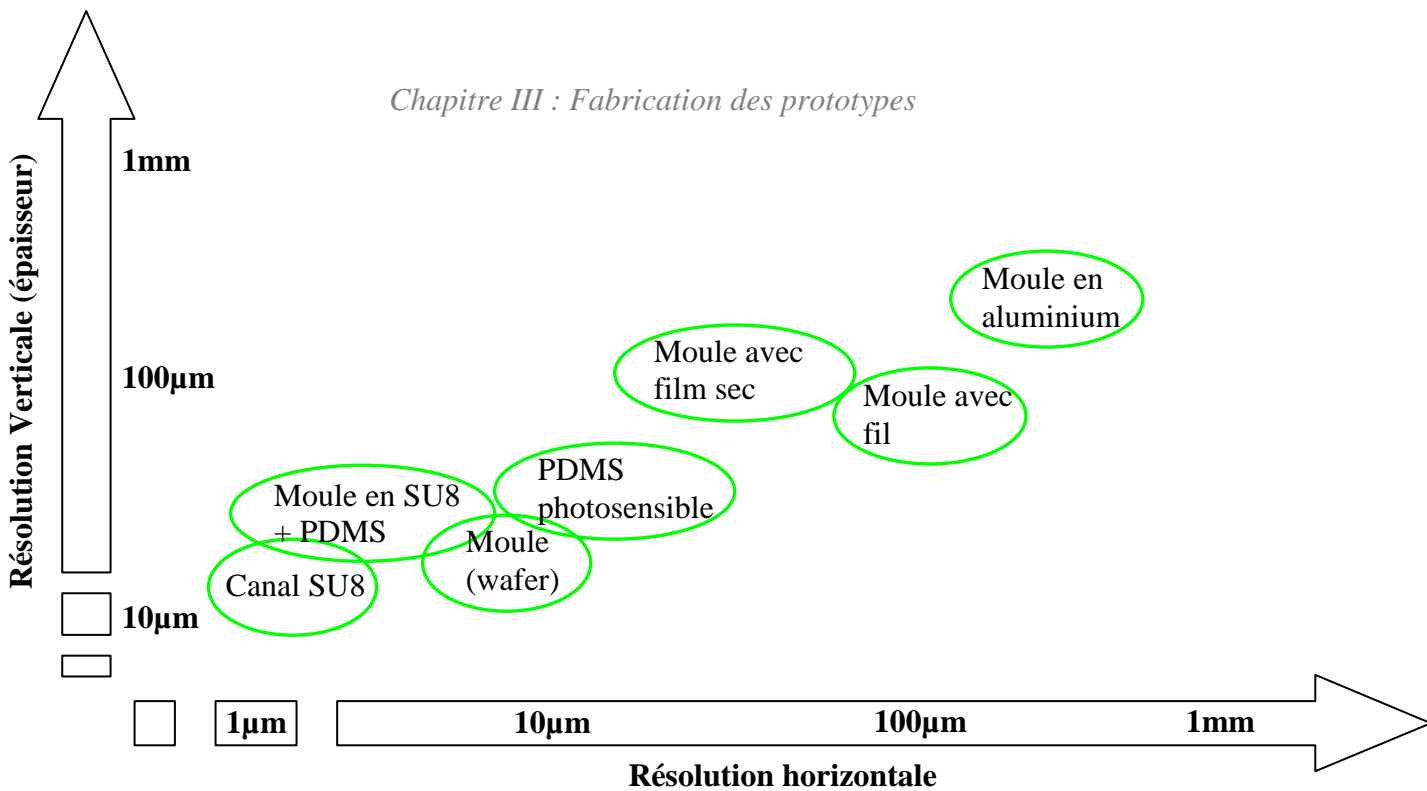 Chapitre III : Fabrication des prototypes
Résolution Verticale (épaisseur)
1mm
100µm
10µm
Moule en
aluminium
Moule avec
film sec
Moule avec
fil
PDMS
photosensible
Moule en SU8
+ PDMS
Moule
(wafer)
Canal SU8
1µm
10µm
100µm
1mm
Résolution horizontale